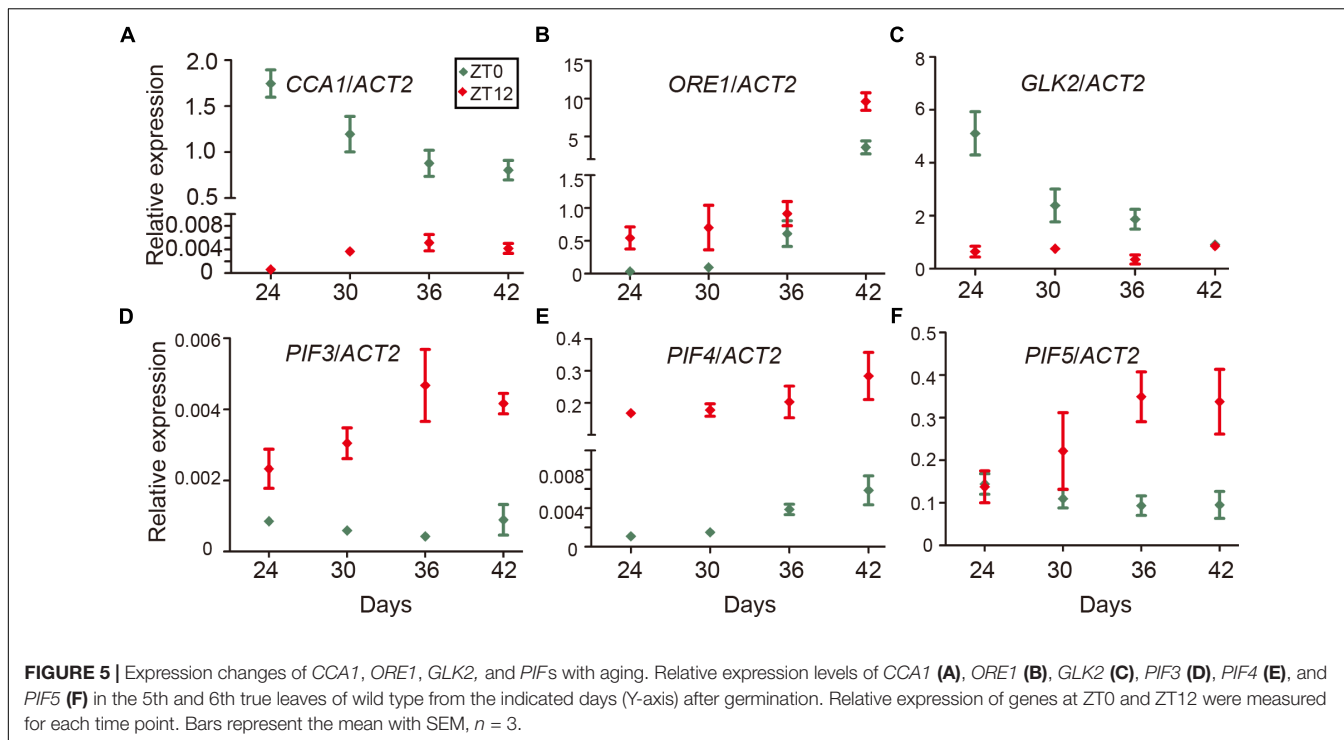 A
B
C
2.0
1.5
1.0
0.5
0.008
0.004
0
CCA1/ACT2
ZT0
ZT12
Relative expression
24 30 36 42
15
10
5
1.5
1.0
0.5
0
ORE1/ACT2
24 30 36 42
8
6
4
2
0
GLK2/ACT2
24 30 36 42
D
E
F
0.006
0.004
0.002
0
PIF3/ACT2
Relative expression
24 30 36 42
Days
0.4
0.3
0.2
0.008
0.004
0
PIF4/ACT2
24 30 36 42
Days
0.5
0.4
0.3
0.2
0.1
0
PIF5/ACT2
24 30 36 42
Days
FIGURE 5 | Expression changes of CCA1, ORE1, GLK2, and PIFs with aging. Relative expression levels of CCA1 (A), ORE1 (B), GLK2 (C), PIF3 (D), PIF4 (E), and
PIF5 (F) in the 5th and 6th true leaves of wild type from the indicated days (Y-axis) after germination. Relative expression of genes at ZT0 and ZT12 were measured
for each time point. Bars represent the mean with SEM, n = 3.